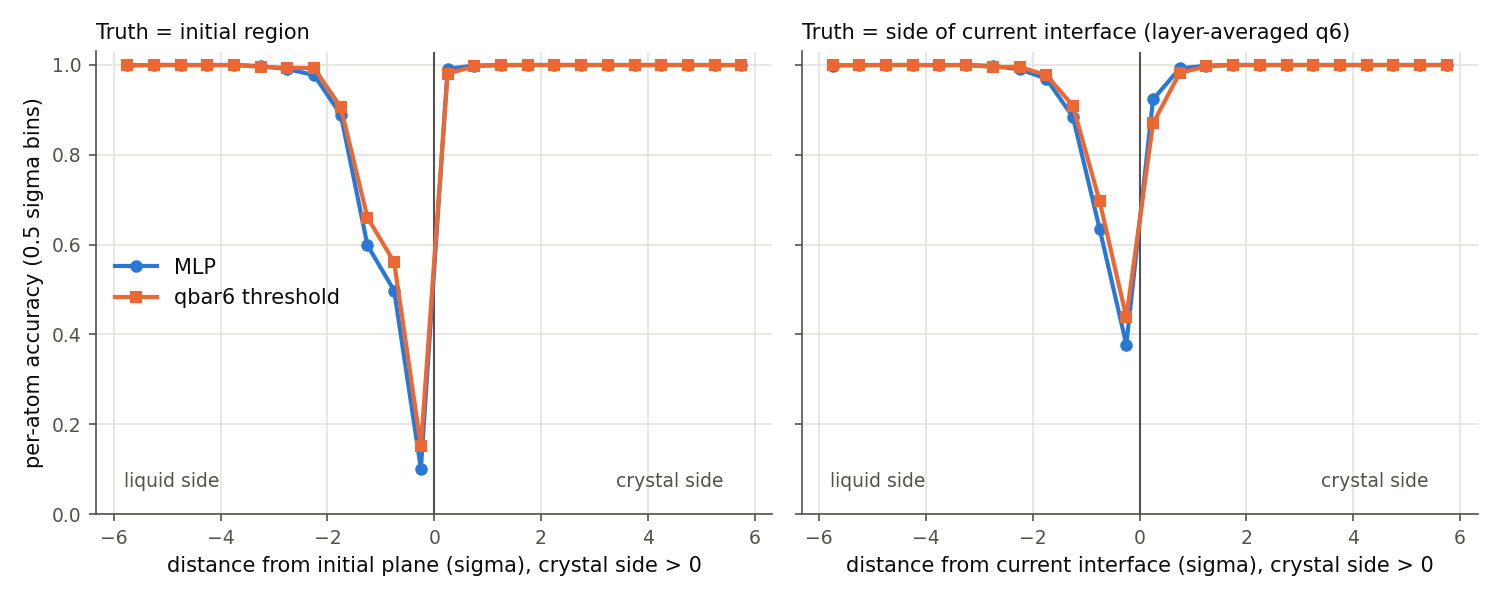 Truth = initial region
Truth = side of current interface (layer-averaged q6)
per-atom accuracy (0.5 sigma bins)
1.0
0.8
0.6
0.4
0.2
0.0
MLP
qbar6 threshold
liquid side
crystal side
liquid side
crystal side
−6
−4
−2
0
2
4
6
−6
−4
−2
0
2
4
6
distance from initial plane (sigma), crystal side > 0
distance from current interface (sigma), crystal side > 0